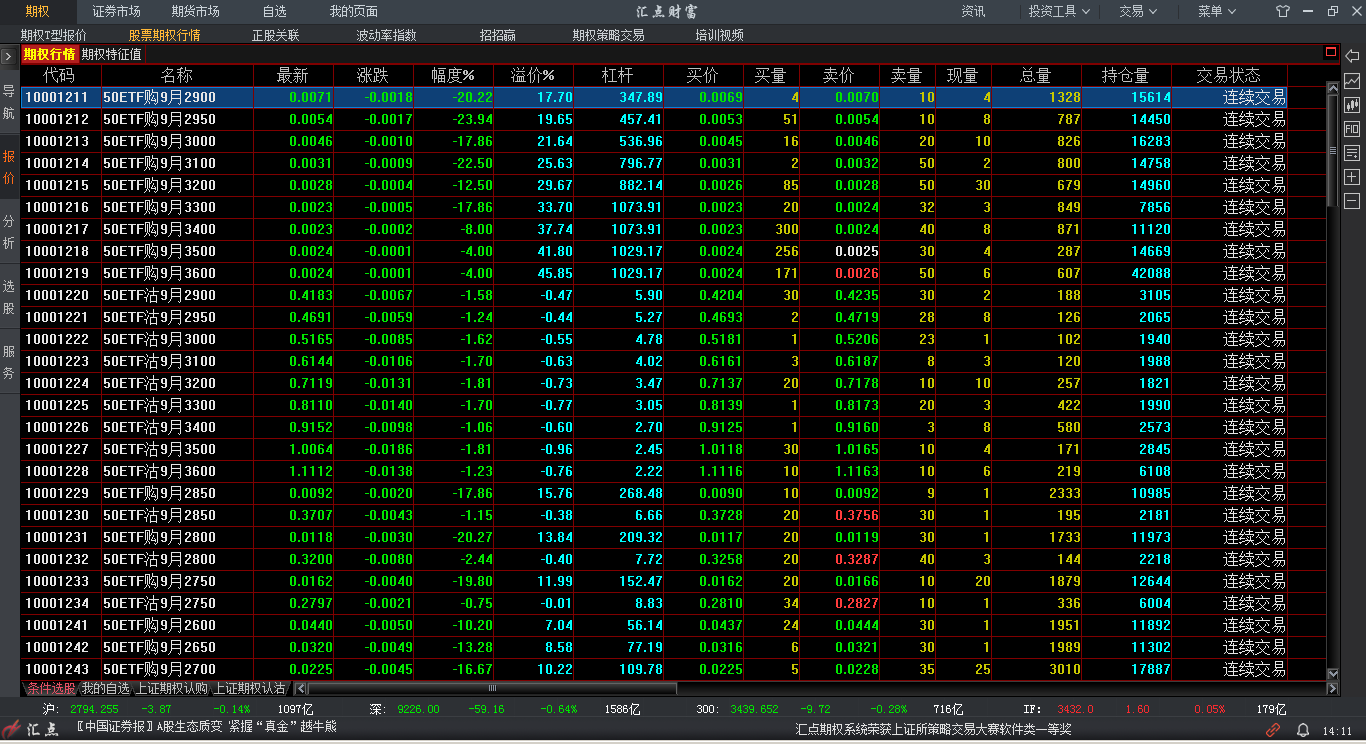 期权 证券市场 期货市场 自选 我的页面 汇点财富 资讯 投资工具 交易 菜单
期权T型报价 股票期权行情 正股关联 波动率指数 招招赢 期权策略交易 培训视频
期权行情 期权特征值
代码 名称 最新 涨跌 幅度% 溢价% 杠杆 买价 买量 卖价 卖量 现量 总量 持仓量 交易状态
10001211 50ETF购9月2900 0.0071 -0.0018 -20.22 17.70 347.89 0.0069 4 0.0070 10 4 1328 15614 连续交易
10001212 50ETF购9月2950 0.0054 -0.0017 -23.94 19.65 457.41 0.0053 51 0.0054 10 8 787 14450 连续交易
10001213 50ETF购9月3000 0.0046 -0.0010 -17.86 21.64 536.96 0.0045 16 0.0046 20 10 826 16283 连续交易
10001214 50ETF购9月3100 0.0031 -0.0009 -22.50 25.63 796.77 0.0031 2 0.0032 50 2 800 14758 连续交易
10001215 50ETF购9月3200 0.0028 -0.0004 -12.50 29.67 882.14 0.0026 85 0.0028 50 30 679 14960 连续交易
10001216 50ETF购9月3300 0.0023 -0.0005 -17.86 33.70 1073.91 0.0023 20 0.0024 32 3 849 7856 连续交易
10001217 50ETF购9月3400 0.0023 -0.0002 -8.00 37.74 1073.91 0.0023 300 0.0024 40 8 871 11120 连续交易
10001218 50ETF购9月3500 0.0024 -0.0001 -4.00 41.80 1029.17 0.0024 256 0.0025 30 4 287 14669 连续交易
10001219 50ETF购9月3600 0.0024 -0.0001 -4.00 45.85 1029.17 0.0024 171 0.0026 50 6 607 42088 连续交易
10001220 50ETF沽9月2900 0.4183 -0.0067 -1.58 -0.47 5.90 0.4204 30 0.4235 30 2 188 3105 连续交易
10001221 50ETF沽9月2950 0.4691 -0.0059 -1.24 -0.44 5.27 0.4693 2 0.4719 28 8 126 2065 连续交易
10001222 50ETF沽9月3000 0.5165 -0.0085 -1.62 -0.55 4.78 0.5181 1 0.5206 23 1 102 1940 连续交易
10001223 50ETF沽9月3100 0.6144 -0.0106 -1.70 -0.63 4.02 0.6161 3 0.6187 8 3 120 1988 连续交易
10001224 50ETF沽9月3200 0.7119 -0.0131 -1.81 -0.73 3.47 0.7137 20 0.7178 10 10 257 1821 连续交易
10001225 50ETF沽9月3300 0.8110 -0.0140 -1.70 -0.77 3.05 0.8139 1 0.8173 20 3 422 1990 连续交易
10001226 50ETF沽9月3400 0.9152 -0.0098 -1.06 -0.60 2.70 0.9125 1 0.9160 3 8 580 2573 连续交易
10001227 50ETF沽9月3500 1.0064 -0.0186 -1.81 -0.96 2.45 1.0118 30 1.0165 10 4 171 2845 连续交易
10001228 50ETF沽9月3600 1.1112 -0.0138 -1.23 -0.76 2.22 1.1116 10 1.1163 10 6 219 6108 连续交易
10001229 50ETF购9月2850 0.0092 -0.0020 -17.86 15.76 268.48 0.0090 10 0.0092 9 1 2333 10985 连续交易
10001230 50ETF沽9月2850 0.3707 -0.0043 -1.15 -0.38 6.66 0.3728 20 0.3756 30 1 195 2181 连续交易
10001231 50ETF购9月2800 0.0118 -0.0030 -20.27 13.84 209.32 0.0117 20 0.0119 30 1 1733 11973 连续交易
10001232 50ETF沽9月2800 0.3200 -0.0080 -2.44 -0.40 7.72 0.3258 20 0.3287 40 3 144 2218 连续交易
10001233 50ETF购9月2750 0.0162 -0.0040 -19.80 11.99 152.47 0.0162 20 0.0166 10 20 1879 12644 连续交易
10001234 50ETF沽9月2750 0.2797 -0.0021 -0.75 -0.01 8.83 0.2810 34 0.2827 10 1 336 6004 连续交易
10001241 50ETF购9月2600 0.0440 -0.0050 -10.20 7.04 56.14 0.0437 24 0.0444 30 1 1951 11892 连续交易
10001242 50ETF购9月2650 0.0320 -0.0049 -13.28 8.58 77.19 0.0316 6 0.0321 30 1 1989 11302 连续交易
10001243 50ETF购9月2700 0.0225 -0.0045 -16.67 10.22 109.78 0.0225 5 0.0228 35 25 3010 17887 连续交易
导航
报价
分析
选股
服务
FIO
条件选股 我的自选 上证期权认购 上证期权认沽
沪: 2794.255 -3.87 -0.14% 1097亿 深: 9226.00 -59.16 -0.64% 1586亿 300: 3439.652 -9.72 -0.28% 716亿 IF: 3432.0 1.60 0.05% 179亿
汇点 〖中国证券报〗A股生态质变 紧握“真金”越牛熊 汇点期权系统荣获上证所策略交易大赛软件类一等奖 14:11